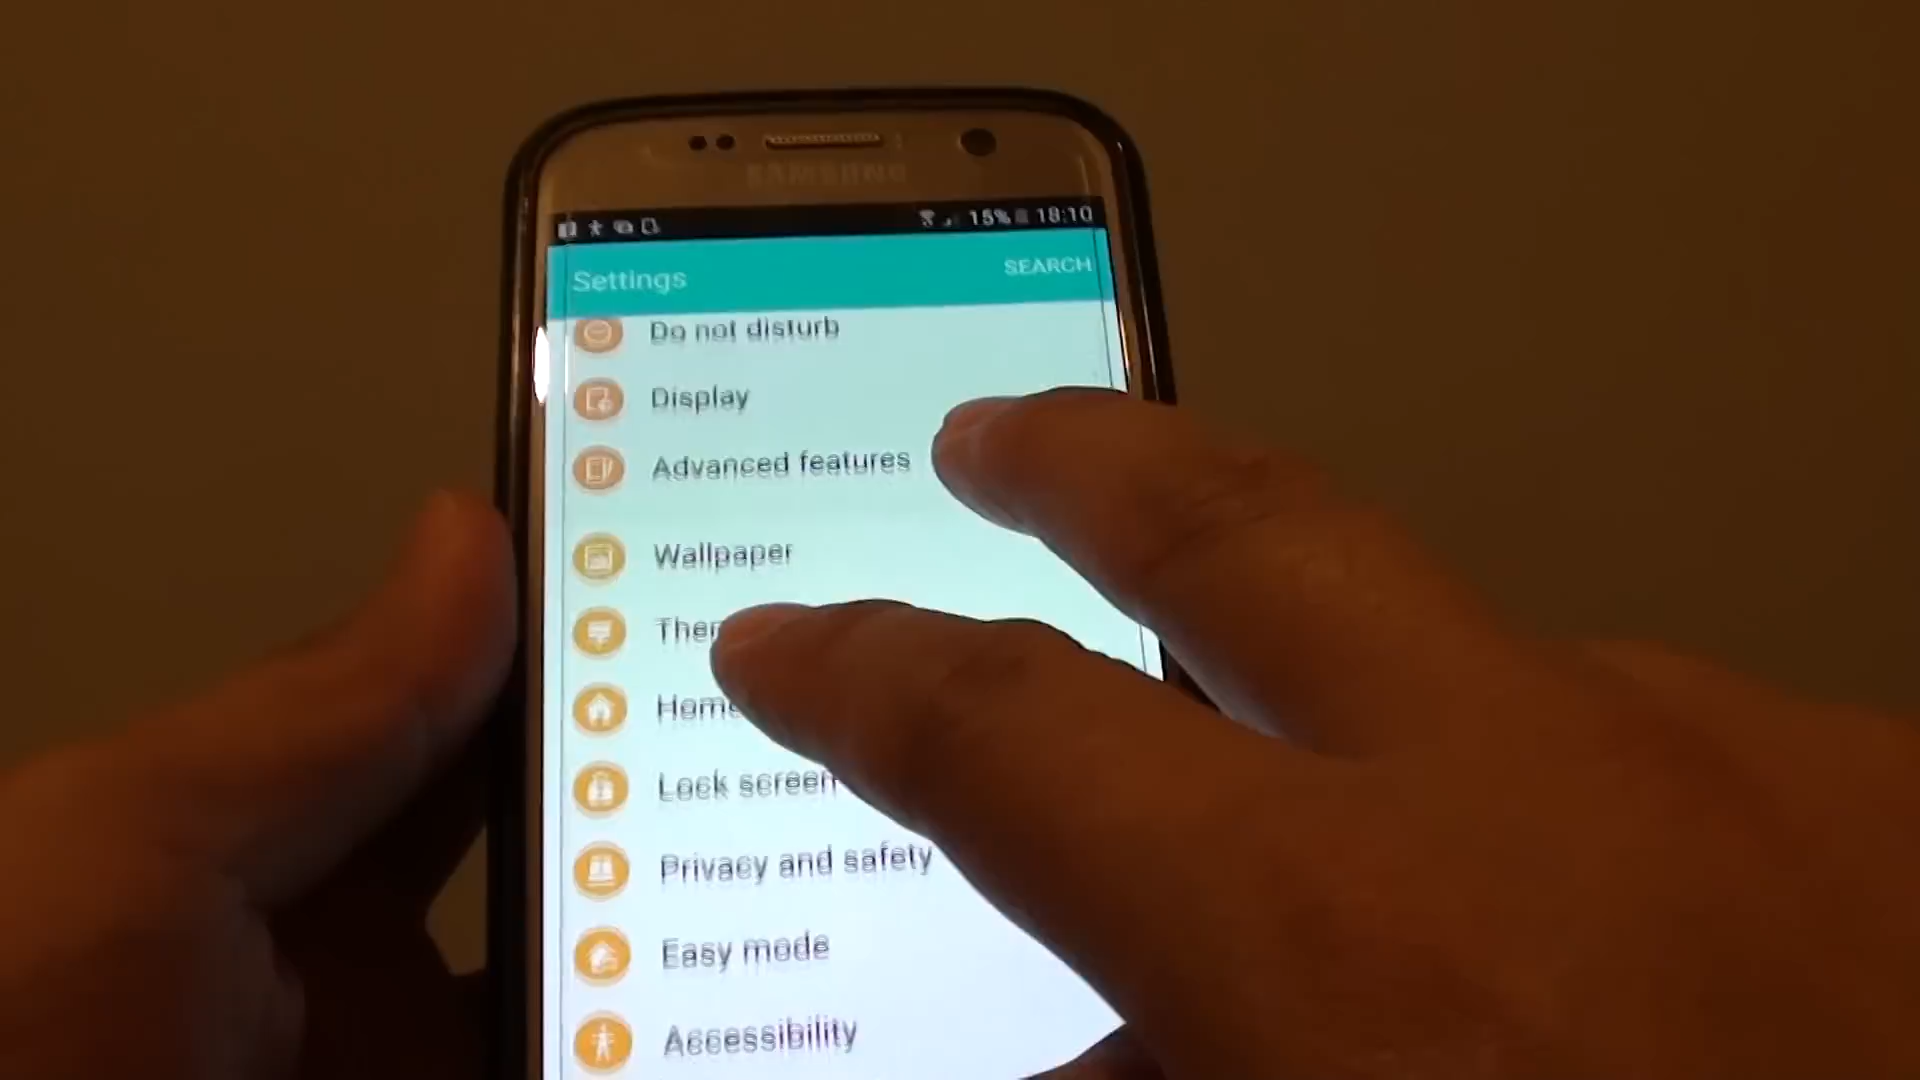 SAMSUNG
15% 18:10
Settings
SEARCH
Do not disturb
Display
Advanced features
Wallpaper
Home
Lock screen
Privacy and safety
Easy mode
Accessibility